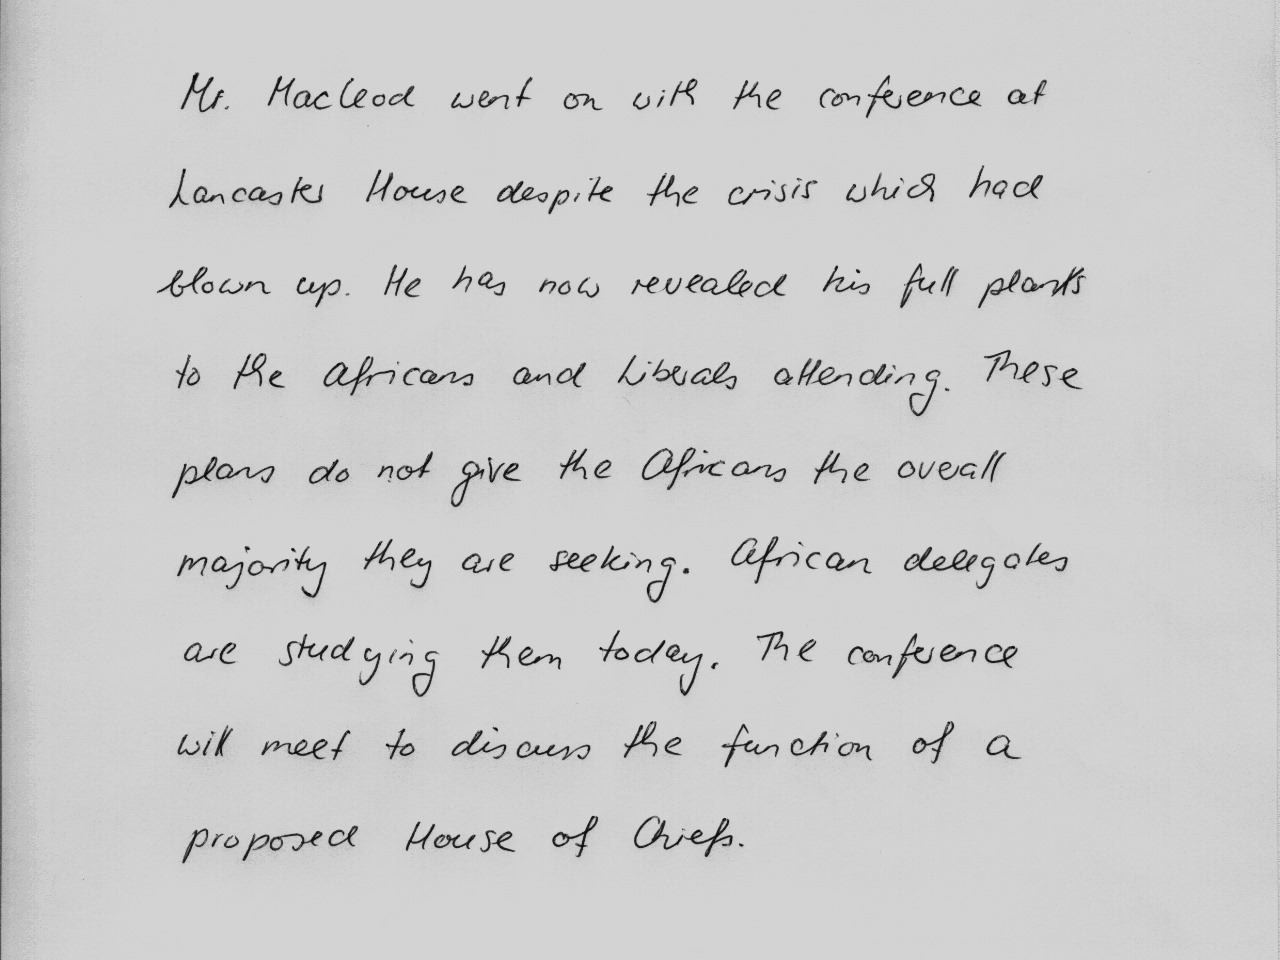 Mr. Macleod went on with the conference at
Lancaster House despite the crisis which had
blown up. He has now revealed his full plans
to the Africans and Liberals attending. These
plans do not give the Africans the overall
majority they are seeking. African delegates
are studying them today. The conference
will meet to discuss the function of a
proposed House of Chiefs.